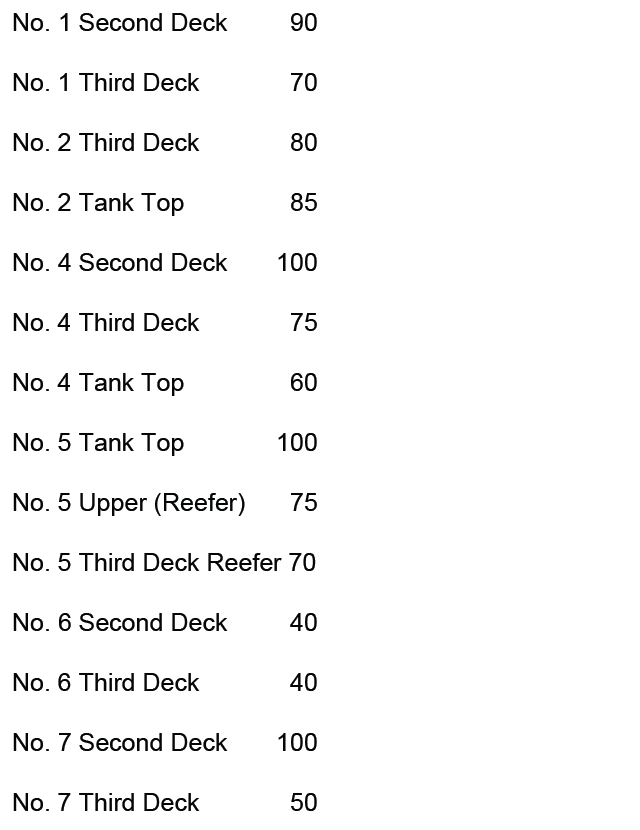 No. 1 Second Deck 90
No. 1 Third Deck 70
No. 2 Third Deck 80
No. 2 Tank Top 85
No. 4 Second Deck 100
No. 4 Third Deck 75
No. 4 Tank Top 60
No. 5 Tank Top 100
No. 5 Upper (Reefer) 75
No. 5 Third Deck Reefer 70
No. 6 Second Deck 40
No. 6 Third Deck 40
No. 7 Second Deck 100
No. 7 Third Deck 50